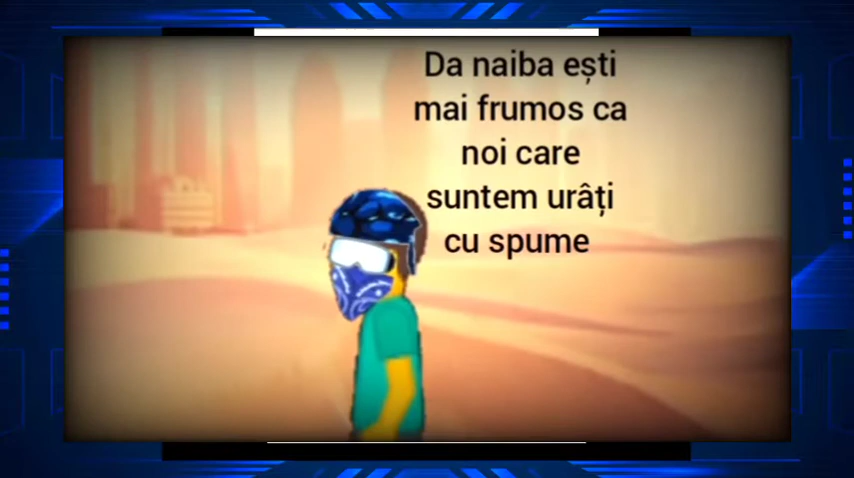 Da naiba ești
mai frumos ca
noi care
suntem urâți
cu spume